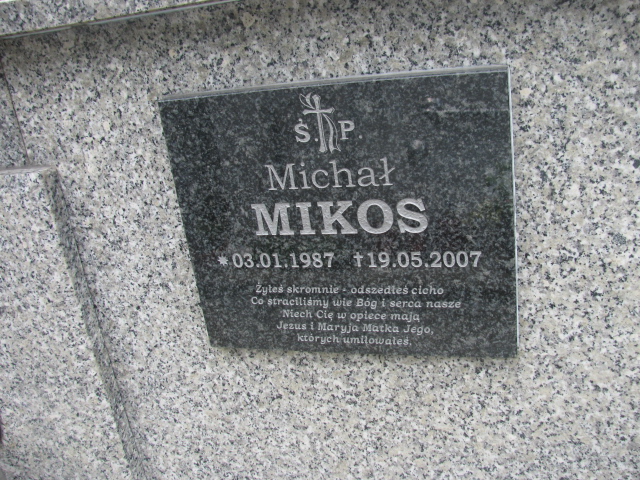 Ś. P.
Michał
MIKOS
*03.01.1987 †19.05.2007
Żyłeś skromnie - odszedłeś cicho
Co straciliśmy wie Bóg i serca nasze
Niech Cię w opiece mają
Jezus i Maryja Matka Jego,
których umiłowałeś.